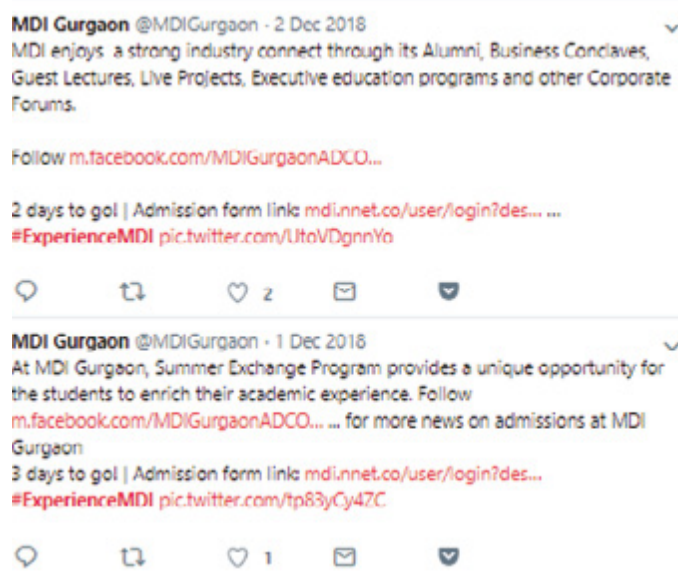 MDI Gurgaon @MDIGurgaon · 2 Dec 2018
MDI enjoys a strong industry connect through its Alumni, Business Conclaves,
Guest Lectures, Live Projects, Executive education programs and other Corporate
Forums.
Follow m.facebook.com/MDIGurgaonADCO...
2 days to go! | Admission form link: mdi.nnet.co/user/login?des... ...
#ExperienceMDI pic.twitter.com/UtoVDgnnYo
2
MDI Gurgaon @MDIGurgaon · 1 Dec 2018
At MDI Gurgaon, Summer Exchange Program provides a unique opportunity for
the students to enrich their academic experience. Follow
m.facebook.com/MDIGurgaonADCO... ... for more news on admissions at MDI
Gurgaon
3 days to go! | Admission form link: mdi.nnet.co/user/login?des...
#ExperienceMDI pic.twitter.com/tp83yCy4ZC
1